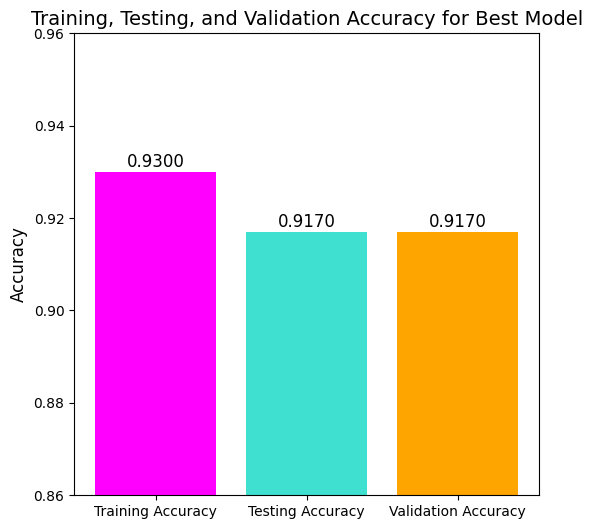 Training, Testing, and Validation Accuracy for Best Model
0.96
0.94
0.92
0.90
0.88
0.86
Accuracy
0.9300
0.9170
0.9170
Training Accuracy
Testing Accuracy
Validation Accuracy